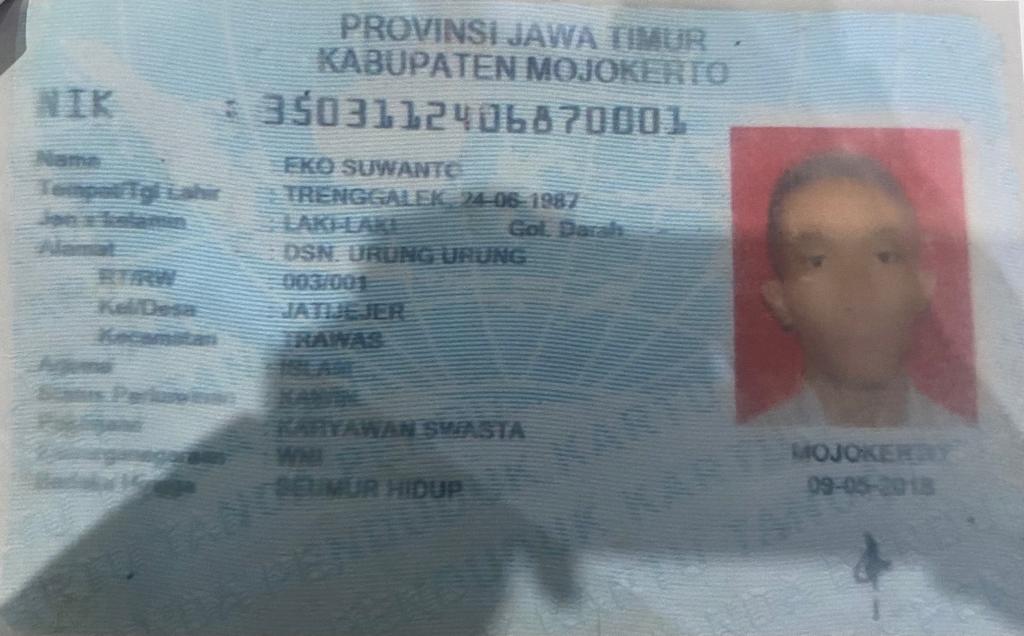 PROVINSI JAWA TIMUR
KABUPATEN MOJOKERTO
NIK : 3503112406870001
Nama : EKO SUWANTO
Tempat/Tgl Lahir : TRENGGALEK, 24-06-1987
Jenis kelamin : LAKI-LAKI Gol. Darah
Alamat : DSN. URUNG URUNG
RT/RW : 003/001
Kel/Desa : JATIJEJER
Kecamatan : TRAWAS
Agama : ISLAM
Status Perkawinan : KAWIN
Pekerjaan : KARYAWAN SWASTA
Kewarganegaraan : WNI
Berlaku Hingga : SEUMUR HIDUP
MOJOKERTO
09-05-2018